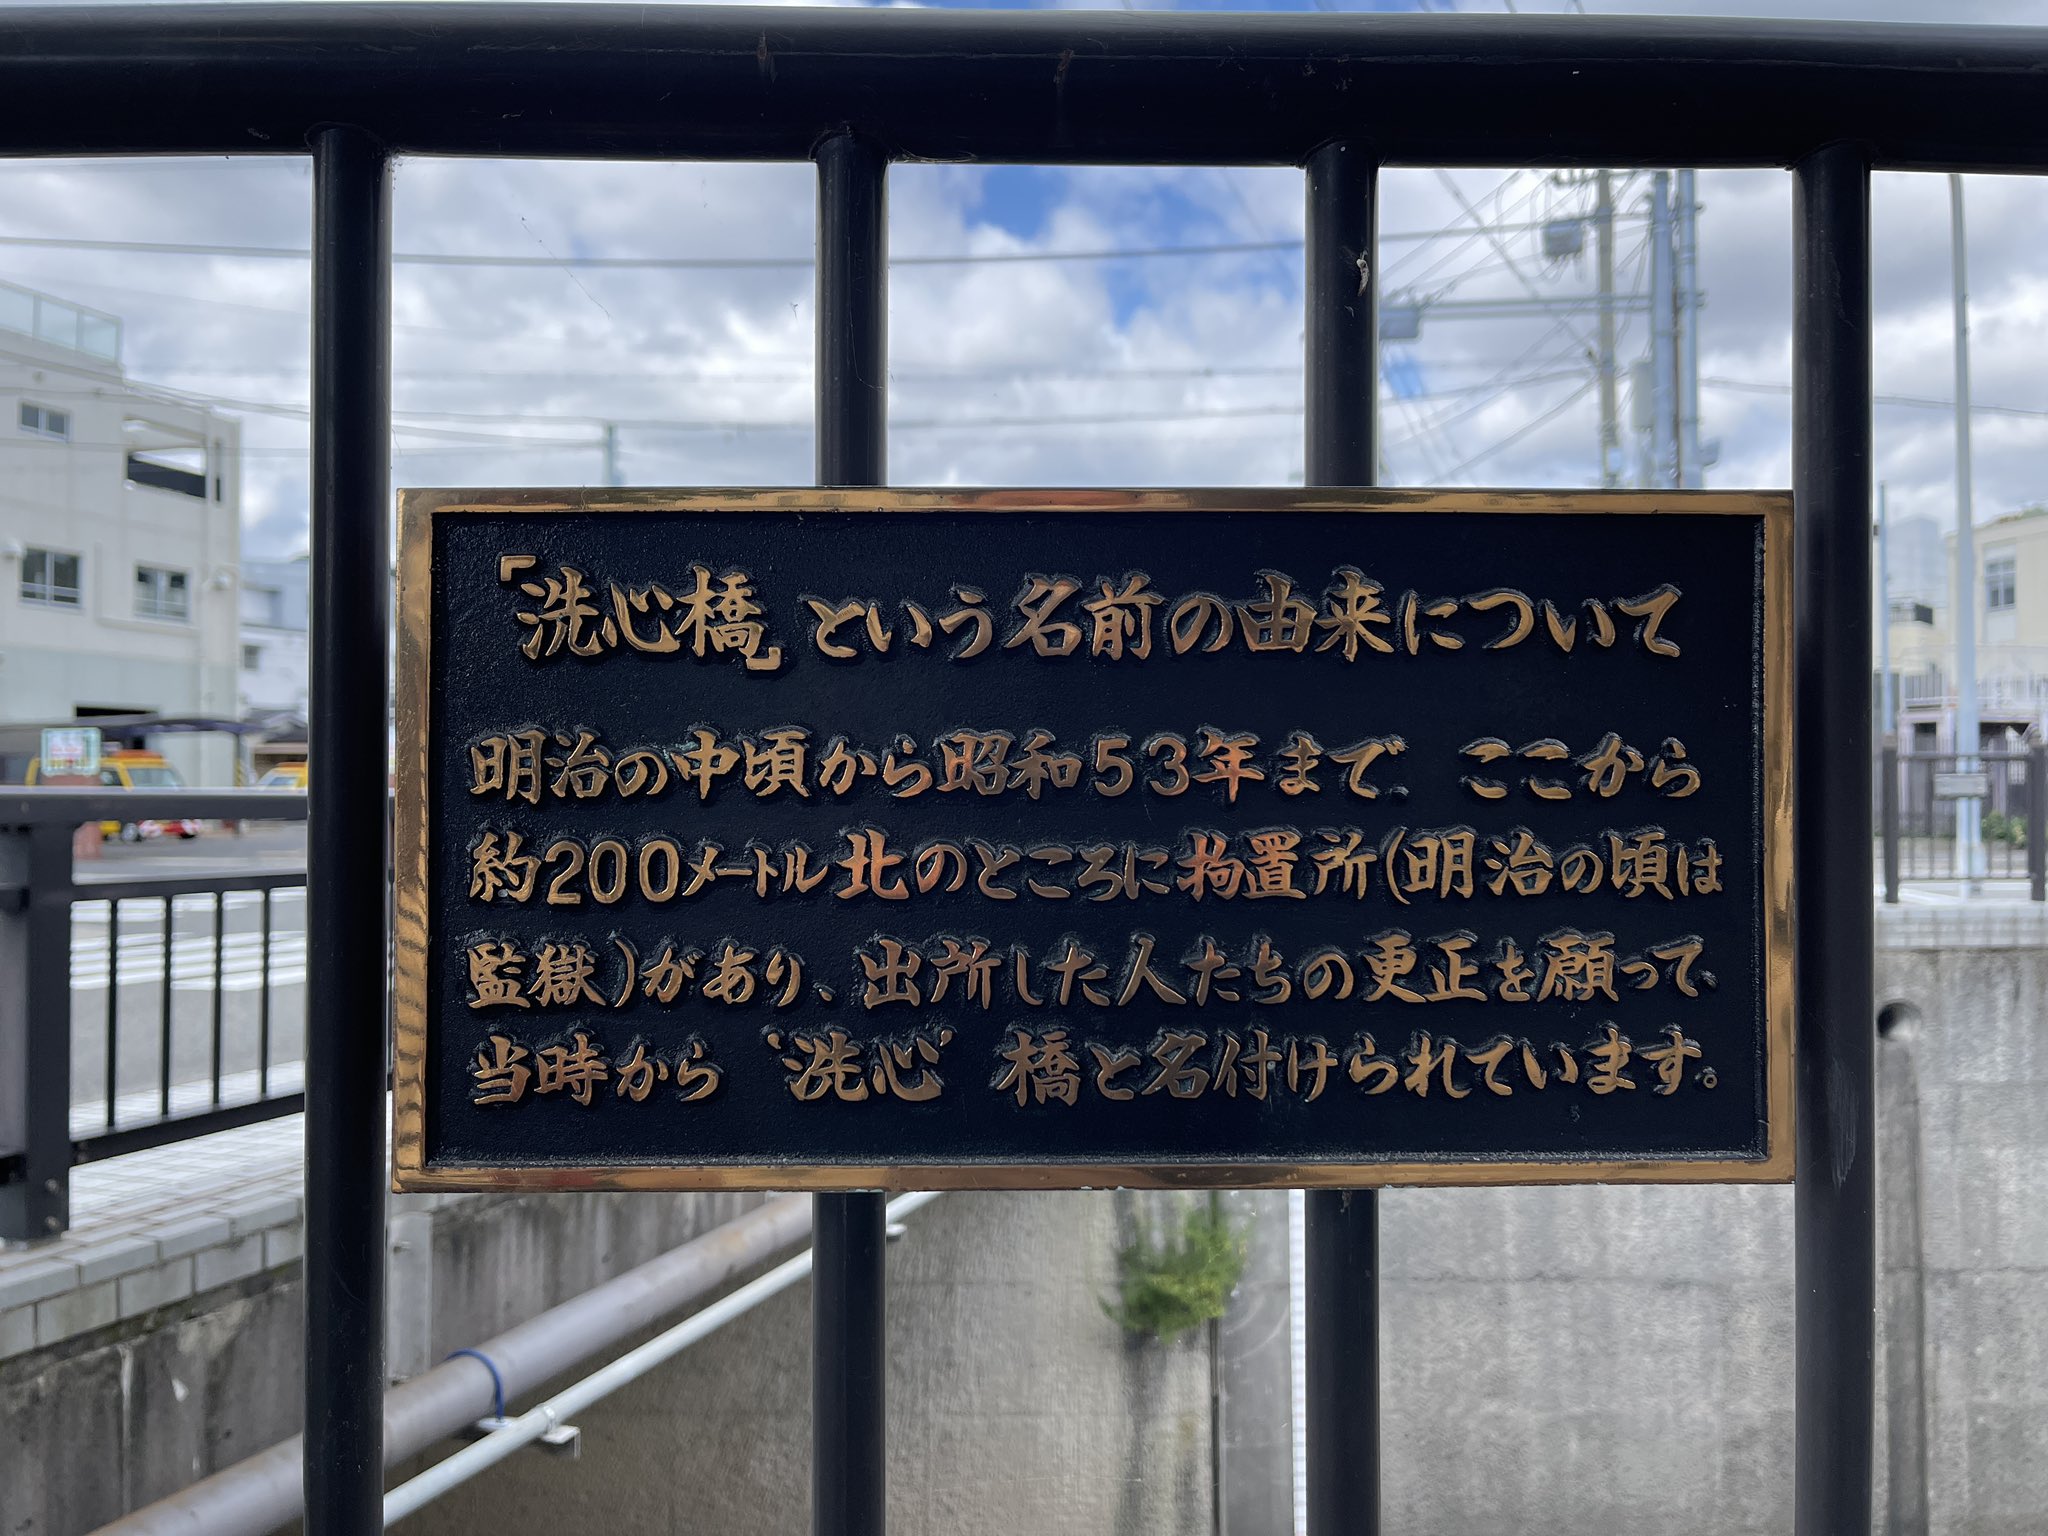 「洗心橋」という名前の由来について
明治の中頃から昭和53年まで、ここから
約200メートル北のところに拘置所(明治の頃は
監獄)があり、出所した人たちの更正を願って、
当時から“洗心”橋と名付けられています。